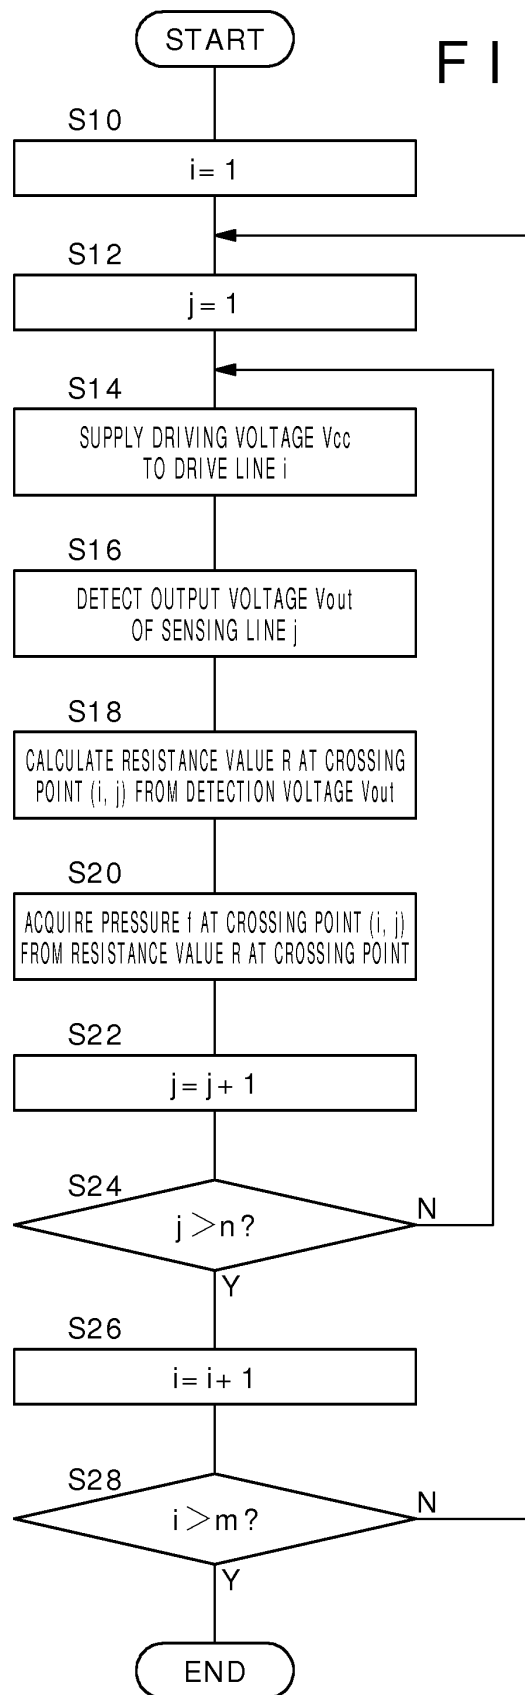 START
F I
S10
i= 1
S12
j= 1
S14
SUPPLY DRIVING VOLTAGE Vcc
TO DRIVE LINE i
S16
DETECT OUTPUT VOLTAGE Vout
OF SENSING LINE j
S18
CALCULATE RESISTANCE VALUE R AT CROSSING
POINT (i, j) FROM DETECTION VOLTAGE Vout
S20
ACQUIRE PRESSURE f AT CROSSING POINT (i, j)
FROM RESISTANCE VALUE R AT CROSSING POINT
S22
j= j+ 1
S24
j >n?
N
Y
S26
i= i+ 1
S28
i >m?
N
Y
END